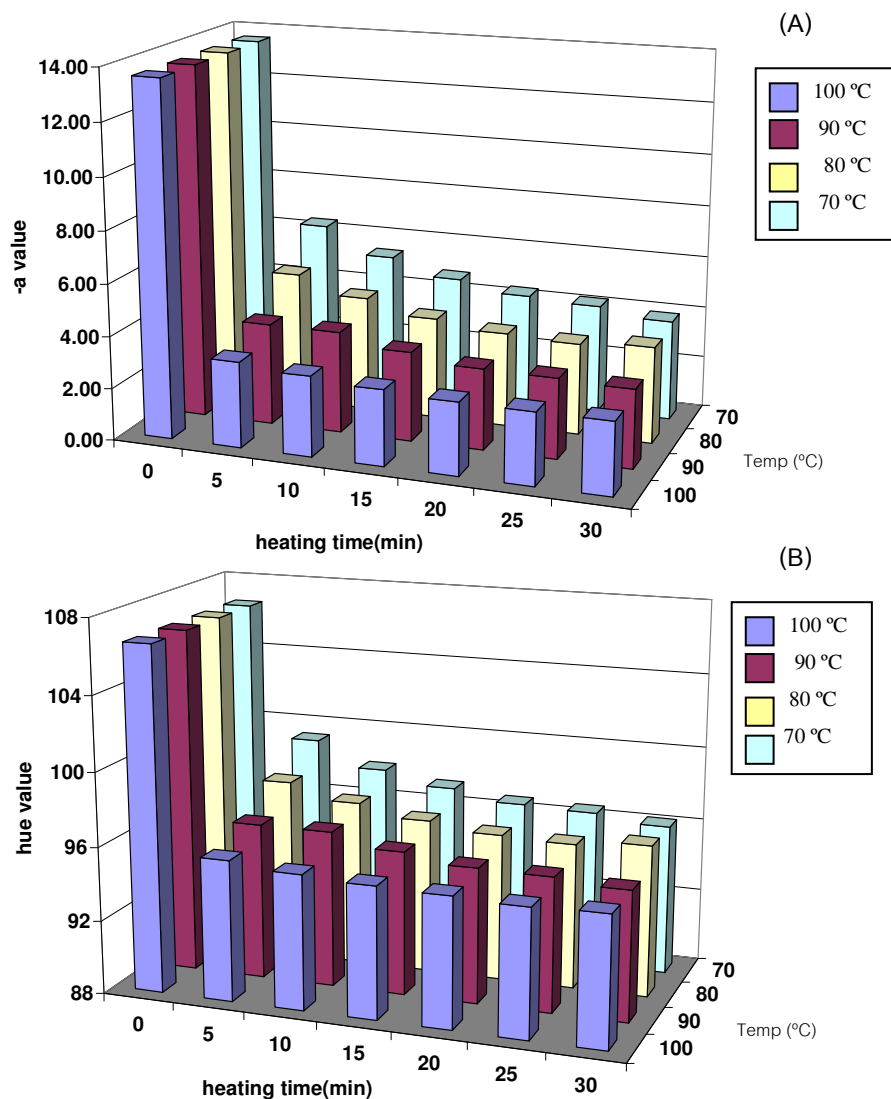 (A)
14.00
12.00
10.00
8.00
6.00
4.00
2.00
0.00
-a value
0
5
10
15
20
25
30
heating time(min)
70
80
90
100
Temp (ºC)
100 ºC
90 ºC
80 ºC
70 ºC
(B)
108
104
100
96
92
88
hue value
0
5
10
15
20
25
30
heating time(min)
70
80
90
100
Temp (ºC)
100 ºC
90 ºC
80 ºC
70 ºC